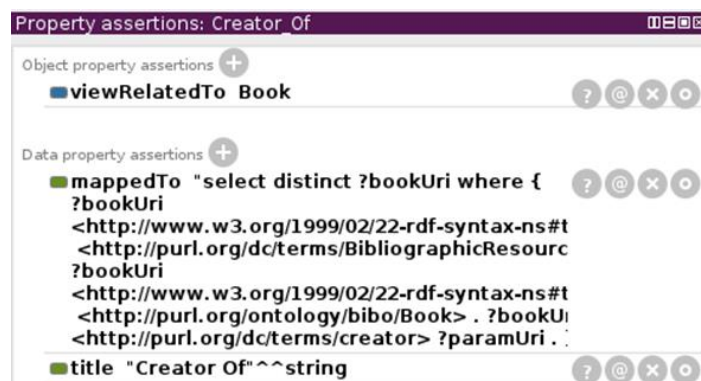 Property assertions: Creator_Of
Object property assertions
viewRelatedTo Book
Data property assertions
mappedTo "select distinct ?bookUri where {
?bookUri
<http://www.w3.org/1999/02/22-rdf-syntax-ns#t
<http://purl.org/dc/terms/BibliographicResourc
?bookUri
<http://www.w3.org/1999/02/22-rdf-syntax-ns#t
<http://purl.org/ontology/bibo/Book> . ?bookUi
<http://purl.org/dc/terms/creator> ?paramUri . }
title "Creator Of"^^string